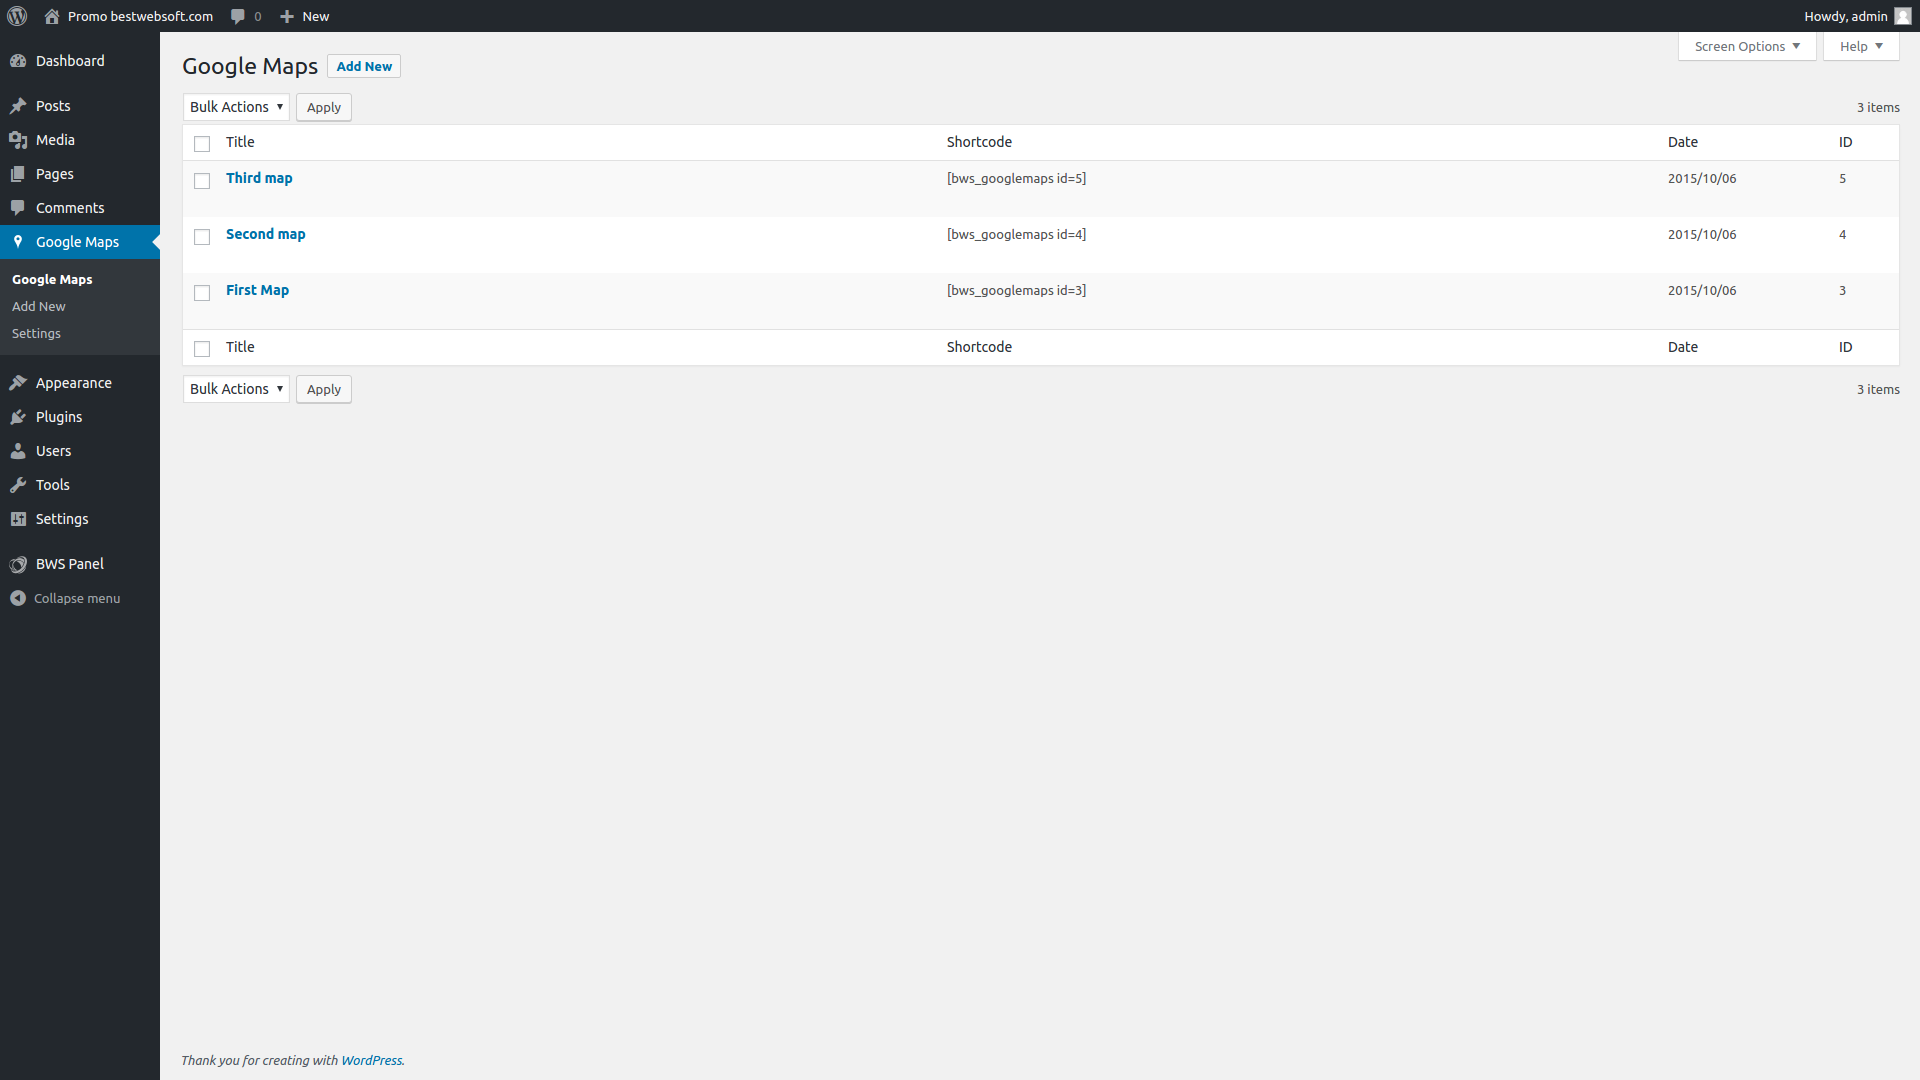 Promo bestwebsoft.com 0 New Howdy, admin
Screen Options Help
Dashboard
Posts
Media
Pages
Comments
Google Maps
Google Maps
Add New
Settings
Appearance
Plugins
Users
Tools
Settings
BWS Panel
Collapse menu
Google Maps Add New
Bulk Actions Apply 3 items
Title Shortcode Date ID
Third map [bws_googlemaps id=5] 2015/10/06 5
Second map [bws_googlemaps id=4] 2015/10/06 4
First Map [bws_googlemaps id=3] 2015/10/06 3
Title Shortcode Date ID
Bulk Actions Apply 3 items
Thank you for creating with WordPress.